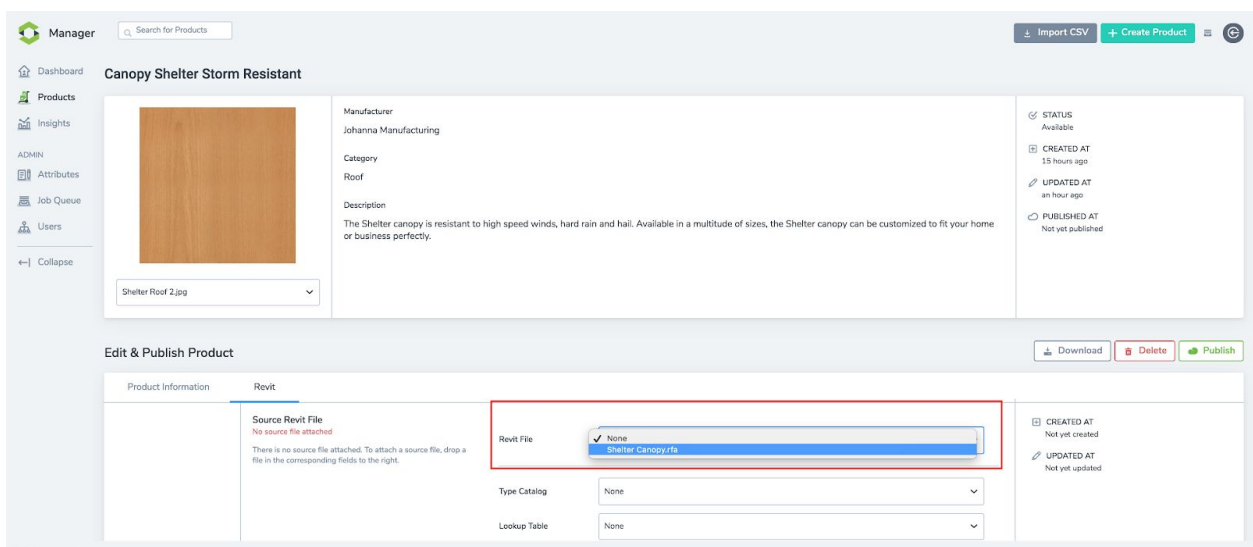 Manager
Search for Products
Import CSV
+ Create Product
Dashboard
Products
Insights
ADMIN
Attributes
Job Queue
Users
Collapse
Canopy Shelter Storm Resistant
Shelter Roof 2.jpg
Manufacturer
Johanna Manufacturing
Category
Roof
Description
The Shelter canopy is resistant to high speed winds, hard rain and hail. Available in a multitude of sizes, the Shelter canopy can be customized to fit your home
or business perfectly.
STATUS
Available
CREATED AT
15 hours ago
UPDATED AT
an hour ago
PUBLISHED AT
Not yet published
Edit & Publish Product
Download
Delete
Publish
Product Information
Revit
Source Revit File
No source file attached
There is no source file attached. To attach a source file, drop a
file in the corresponding fields to the right.
Revit File
None
Shelter Canopy.rfa
Type Catalog
None
Lookup Table
None
CREATED AT
Not yet created
UPDATED AT
Not yet updated